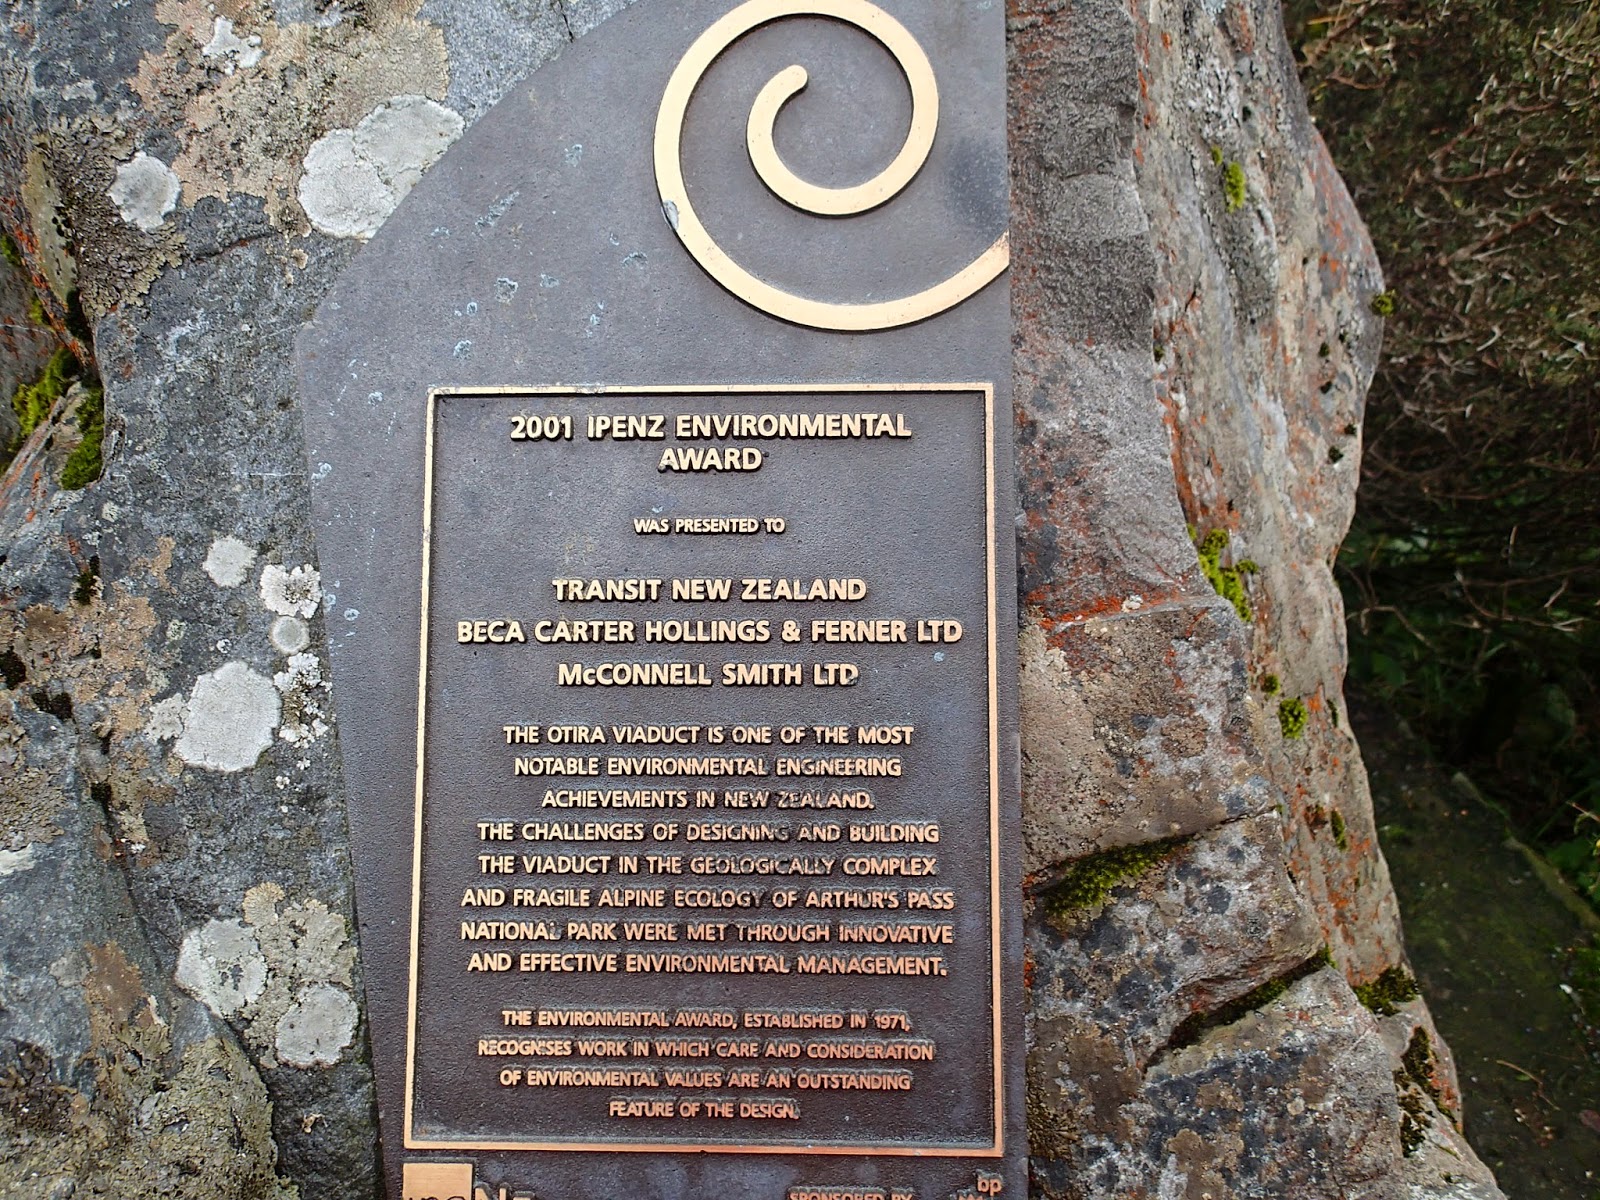 2001 IPENZ ENVIRONMENTAL
AWARD
WAS PRESENTED TO
TRANSIT NEW ZEALAND
BECA CARTER HOLLINGS & FERNER LTD
McCONNELL SMITH LTD
THE OTIRA VIADUCT IS ONE OF THE MOST
NOTABLE ENVIRONMENTAL ENGINEERING
ACHIEVEMENTS IN NEW ZEALAND.
THE CHALLENGES OF DESIGNING AND BUILDING
THE VIADUCT IN THE GEOLOGICALLY COMPLEX
AND FRAGILE ALPINE ECOLOGY OF ARTHUR'S PASS
NATIONAL PARK WERE MET THROUGH INNOVATIVE
AND EFFECTIVE ENVIRONMENTAL MANAGEMENT.
THE ENVIRONMENTAL AWARD, ESTABLISHED IN 1971,
RECOGNISES WORK IN WHICH CARE AND CONSIDERATION
OF ENVIRONMENTAL VALUES ARE AN OUTSTANDING
FEATURE OF THE DESIGN.
SPONSORED BY
bp